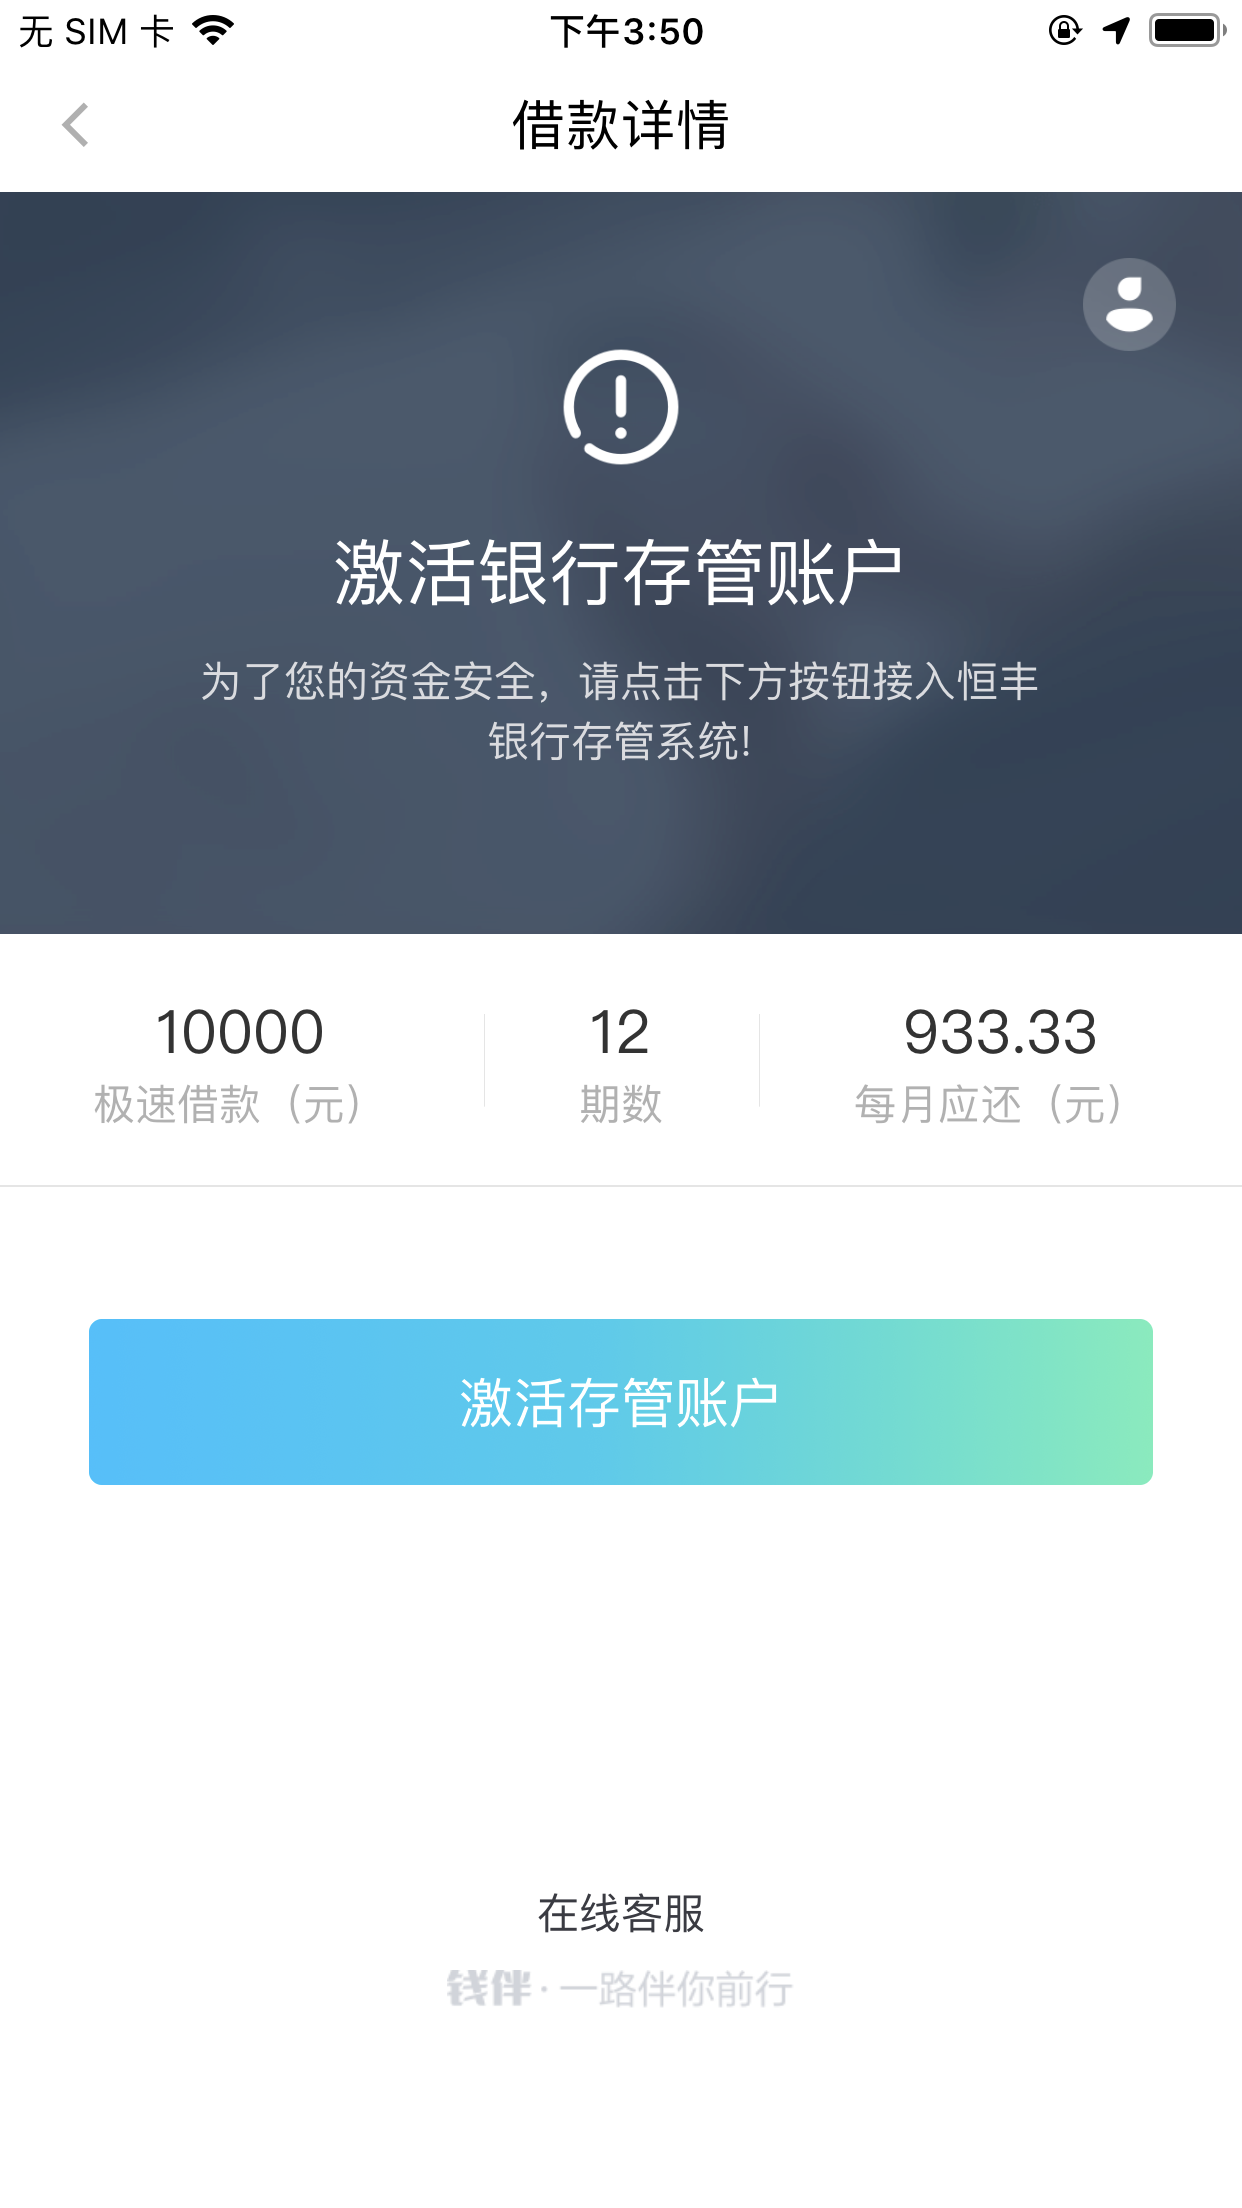 无 SIM 卡
下午3:50
借款详情
激活银行存管账户
为了您的资金安全，请点击下方按钮接入恒丰
银行存管系统!
10000
12
933.33
极速借款（元）
期数
每月应还（元）
激活存管账户
在线客服
钱伴 · 一路伴你前行